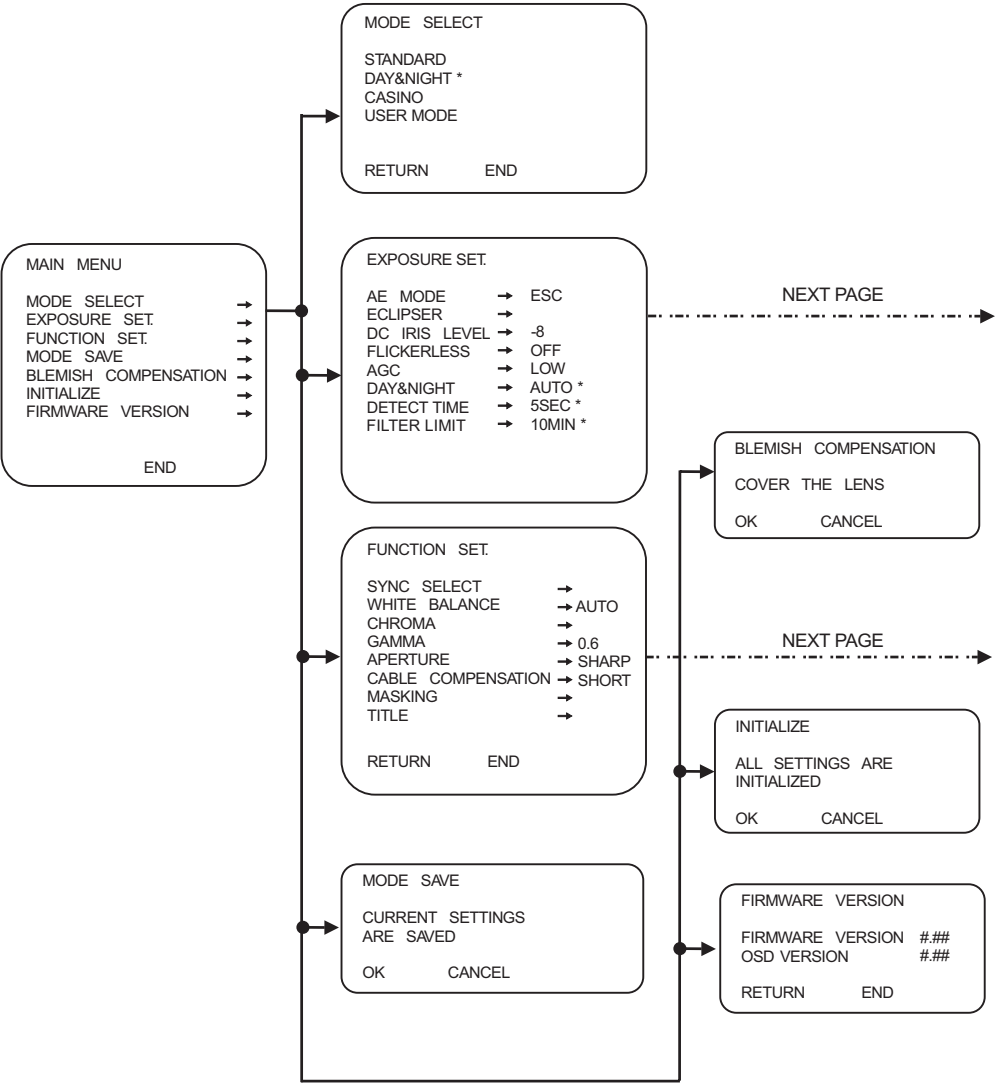 MODE SELECT
STANDARD
DAY&NIGHT *
CASINO
USER MODE
RETURN END
MAIN MENU
MODE SELECT →
EXPOSURE SET. →
FUNCTION SET. →
MODE SAVE →
BLEMISH COMPENSATION →
INITIALIZE →
FIRMWARE VERSION →
END
EXPOSURE SET.
AE MODE → ESC
ECLIPSER →
DC IRIS LEVEL → -8
FLICKERLESS → OFF
AGC → LOW
DAY&NIGHT → AUTO *
DETECT TIME → 5SEC *
FILTER LIMIT → 10MIN *
NEXT PAGE
FUNCTION SET.
SYNC SELECT →
WHITE BALANCE → AUTO
CHROMA →
GAMMA → 0.6
APERTURE → SHARP
CABLE COMPENSATION → SHORT
MASKING →
TITLE →
RETURN END
NEXT PAGE
MODE SAVE
CURRENT SETTINGS
ARE SAVED
OK CANCEL
BLEMISH COMPENSATION
COVER THE LENS
OK CANCEL
INITIALIZE
ALL SETTINGS ARE
INITIALIZED
OK CANCEL
FIRMWARE VERSION
FIRMWARE VERSION #.##
OSD VERSION #.##
RETURN END